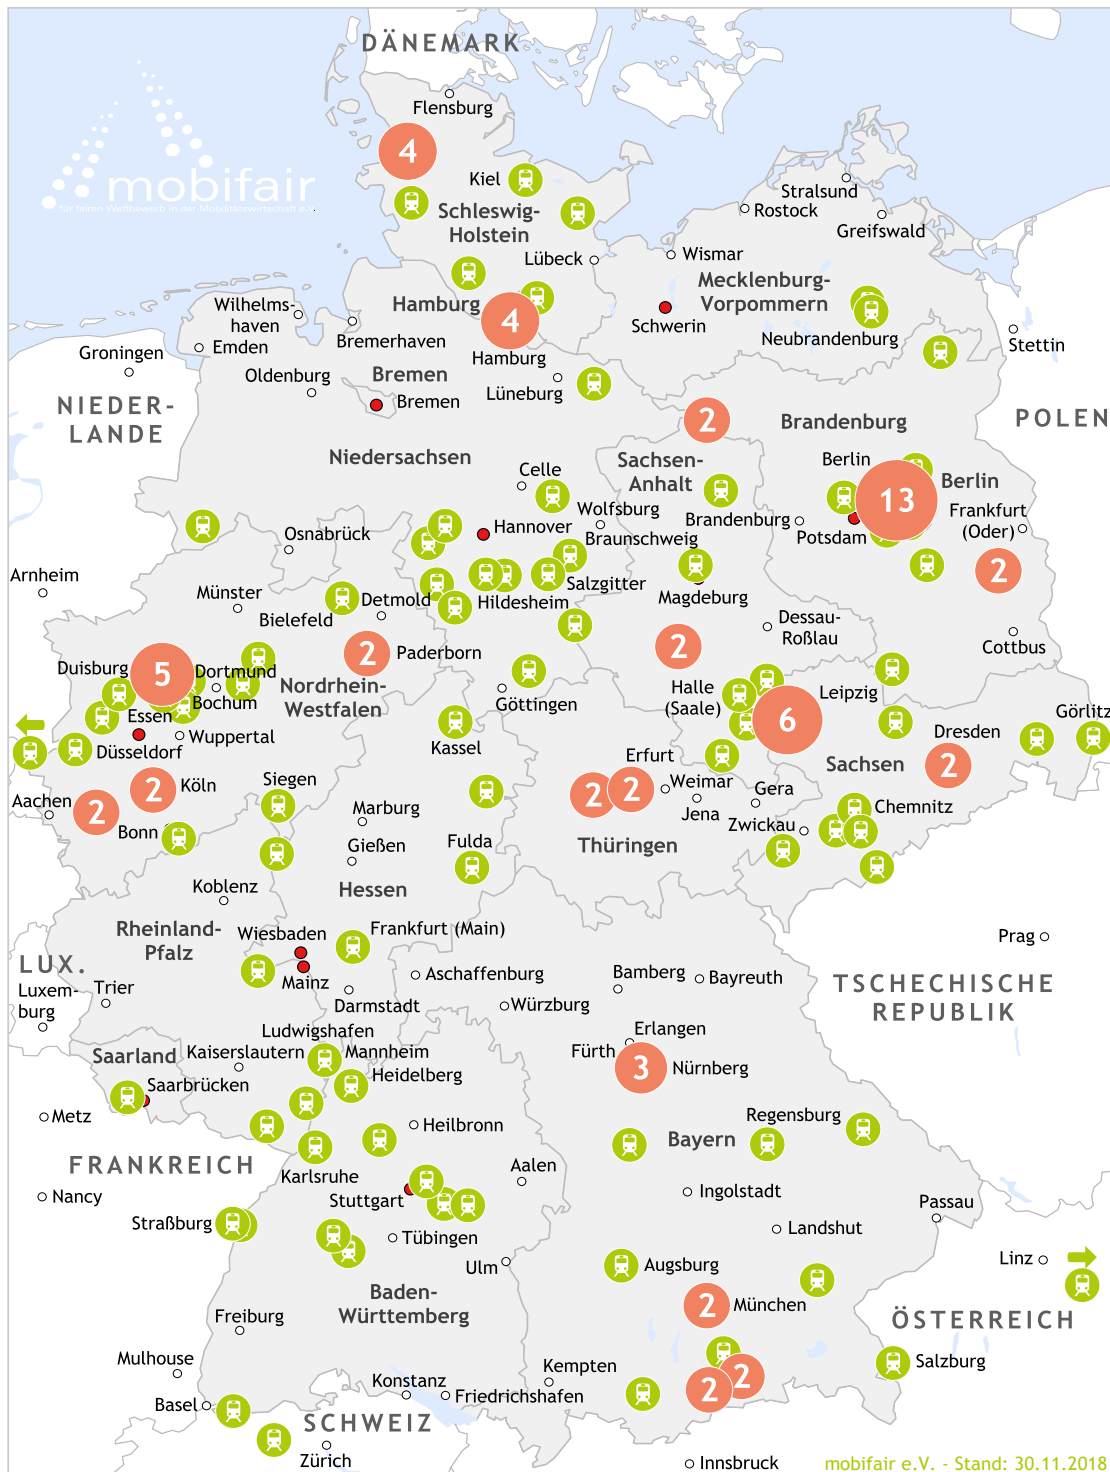 DÄNEMARK
Flensburg
4
mobifair
für fairen Wettbewerb in der Mobilitätswirtschaft e.V.
Kiel
Stralsund
Rostock
Schleswig-
Holstein
Greifswald
Lübeck
Wismar
Mecklenburg-
Vorpommern
Wilhelms-
haven
Hamburg
4
Schwerin
Bremerhaven
Neubrandenburg
Stettin
Emden
Groningen
Hamburg
Oldenburg
Bremen
Lüneburg
Bremen
NIEDER-
LANDE
2
Brandenburg
POLEN
Niedersachsen
Sachsen-
Anhalt
Berlin
Celle
Berlin
13
Wolfsburg
Frankfurt
(Oder)
Hannover
Brandenburg
Osnabrück
Braunschweig
Potsdam
Arnheim
2
Salzgitter
Münster
Detmold
Hildesheim
Magdeburg
Bielefeld
Dessau-
Roßlau
2
Cottbus
2
Paderborn
Duisburg
5
Dortmund
Nordrhein-
Westfalen
Halle
(Saale)
Leipzig
Bochum
Göttingen
Essen
6
Görlitz
Wuppertal
Kassel
Dresden
Düsseldorf
Erfurt
Sachsen
2
Siegen
2
Köln
Weimar
Gera
2
2
Aachen
2
Marburg
Jena
Chemnitz
Bonn
Zwickau
Gießen
Fulda
Thüringen
Koblenz
Hessen
Rheinland-
Pfalz
Wiesbaden
Frankfurt (Main)
Prag
LUX.
Mainz
Aschaffenburg
Bamberg
Bayreuth
TSCHECHISCHE
REPUBLIK
Luxem-
burg
Trier
Darmstadt
Würzburg
Ludwigshafen
Erlangen
Saarland
Kaiserslautern
Mannheim
Fürth
3
Nürnberg
Heidelberg
Saarbrücken
Metz
Regensburg
Heilbronn
Bayern
FRANKREICH
Karlsruhe
Aalen
Nancy
Stuttgart
Ingolstadt
Passau
Straßburg
Landshut
Tübingen
Linz
Ulm
Augsburg
Baden-
Württemberg
2
München
Freiburg
ÖSTERREICH
Mulhouse
Kempten
Salzburg
Konstanz
2
2
Basel
Friedrichshafen
SCHWEIZ
Zürich
Innsbruck
mobifair e.V. - Stand: 30.11.2018